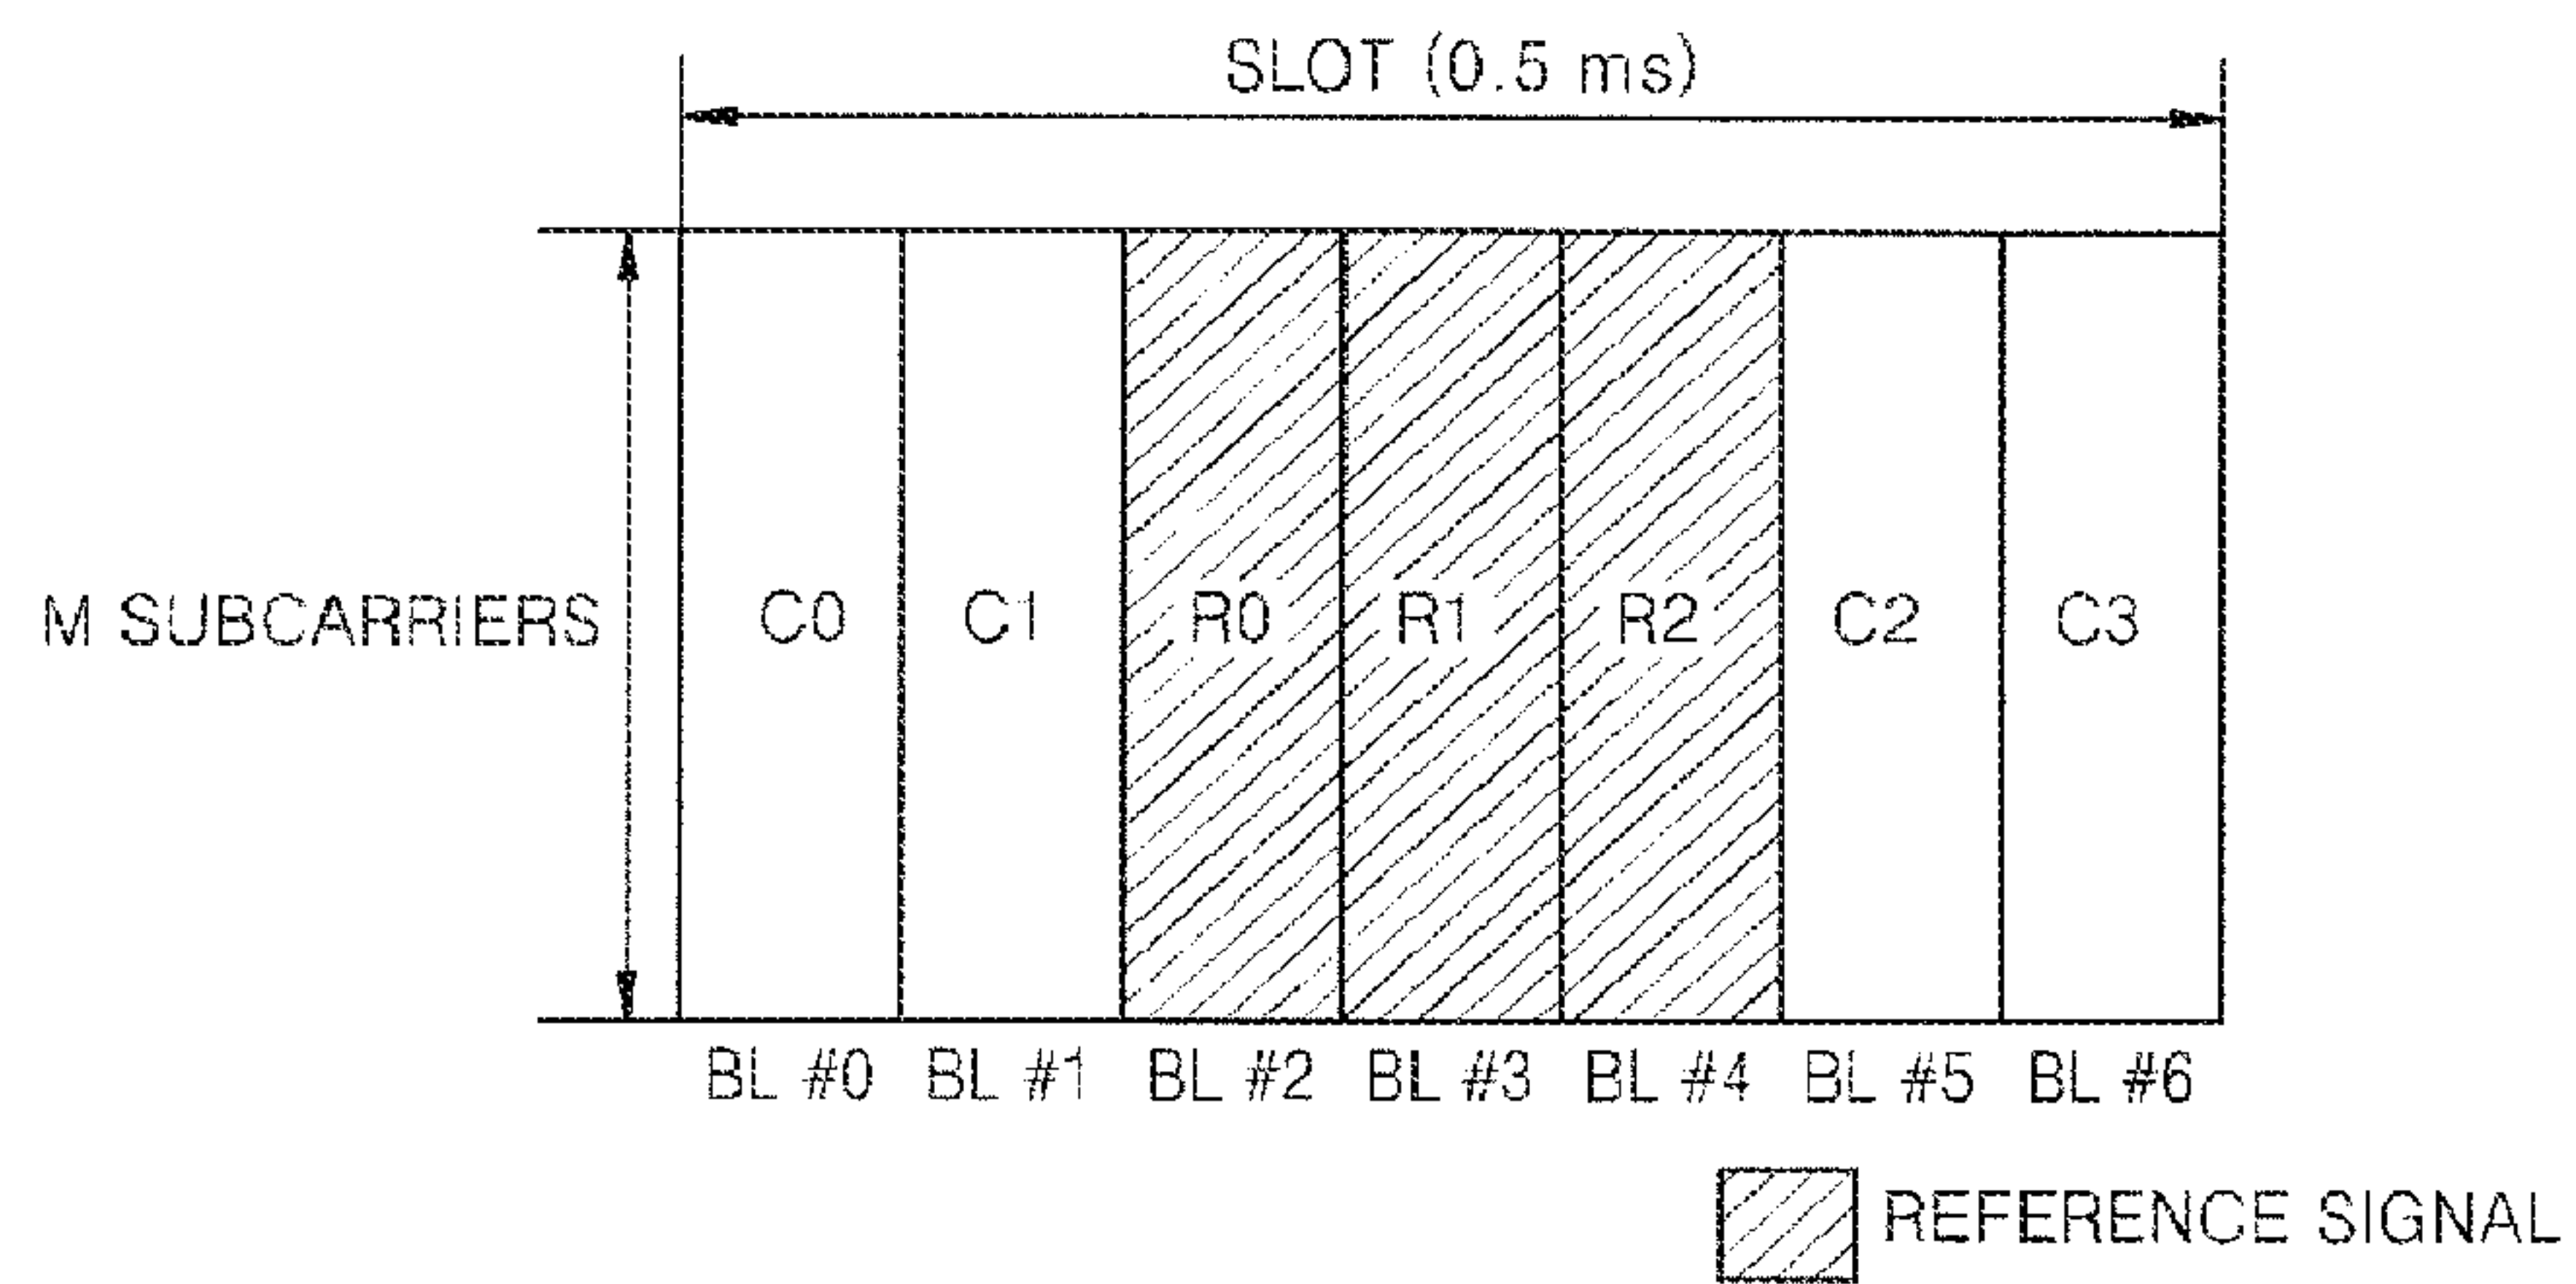 SLOT (0.5 ms)
M SUBCARRIERS C0 C1 R0 R1 R2 C2 C3
BL #0 BL #1 BL #2 BL #3 BL #4 BL #5 BL #6
REFERENCE SIGNAL